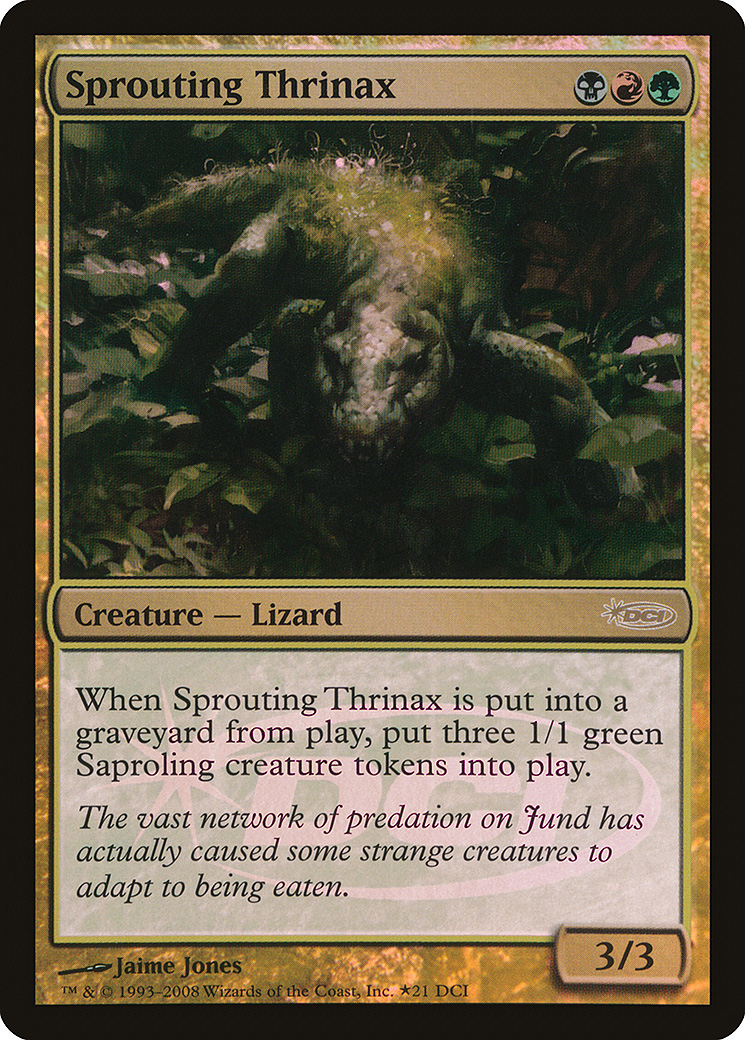 Sprouting Thrinax
Creature — Lizard
DCI
When Sprouting Thrinax is put into a
graveyard from play, put three 1/1 green
Saproling creature tokens into play.
The vast network of predation on Jund has
actually caused some strange creatures to
adapt to being eaten.
DCI
3/3
Jaime Jones
™ & © 1993–2008 Wizards of the Coast, Inc. ★21 DCI